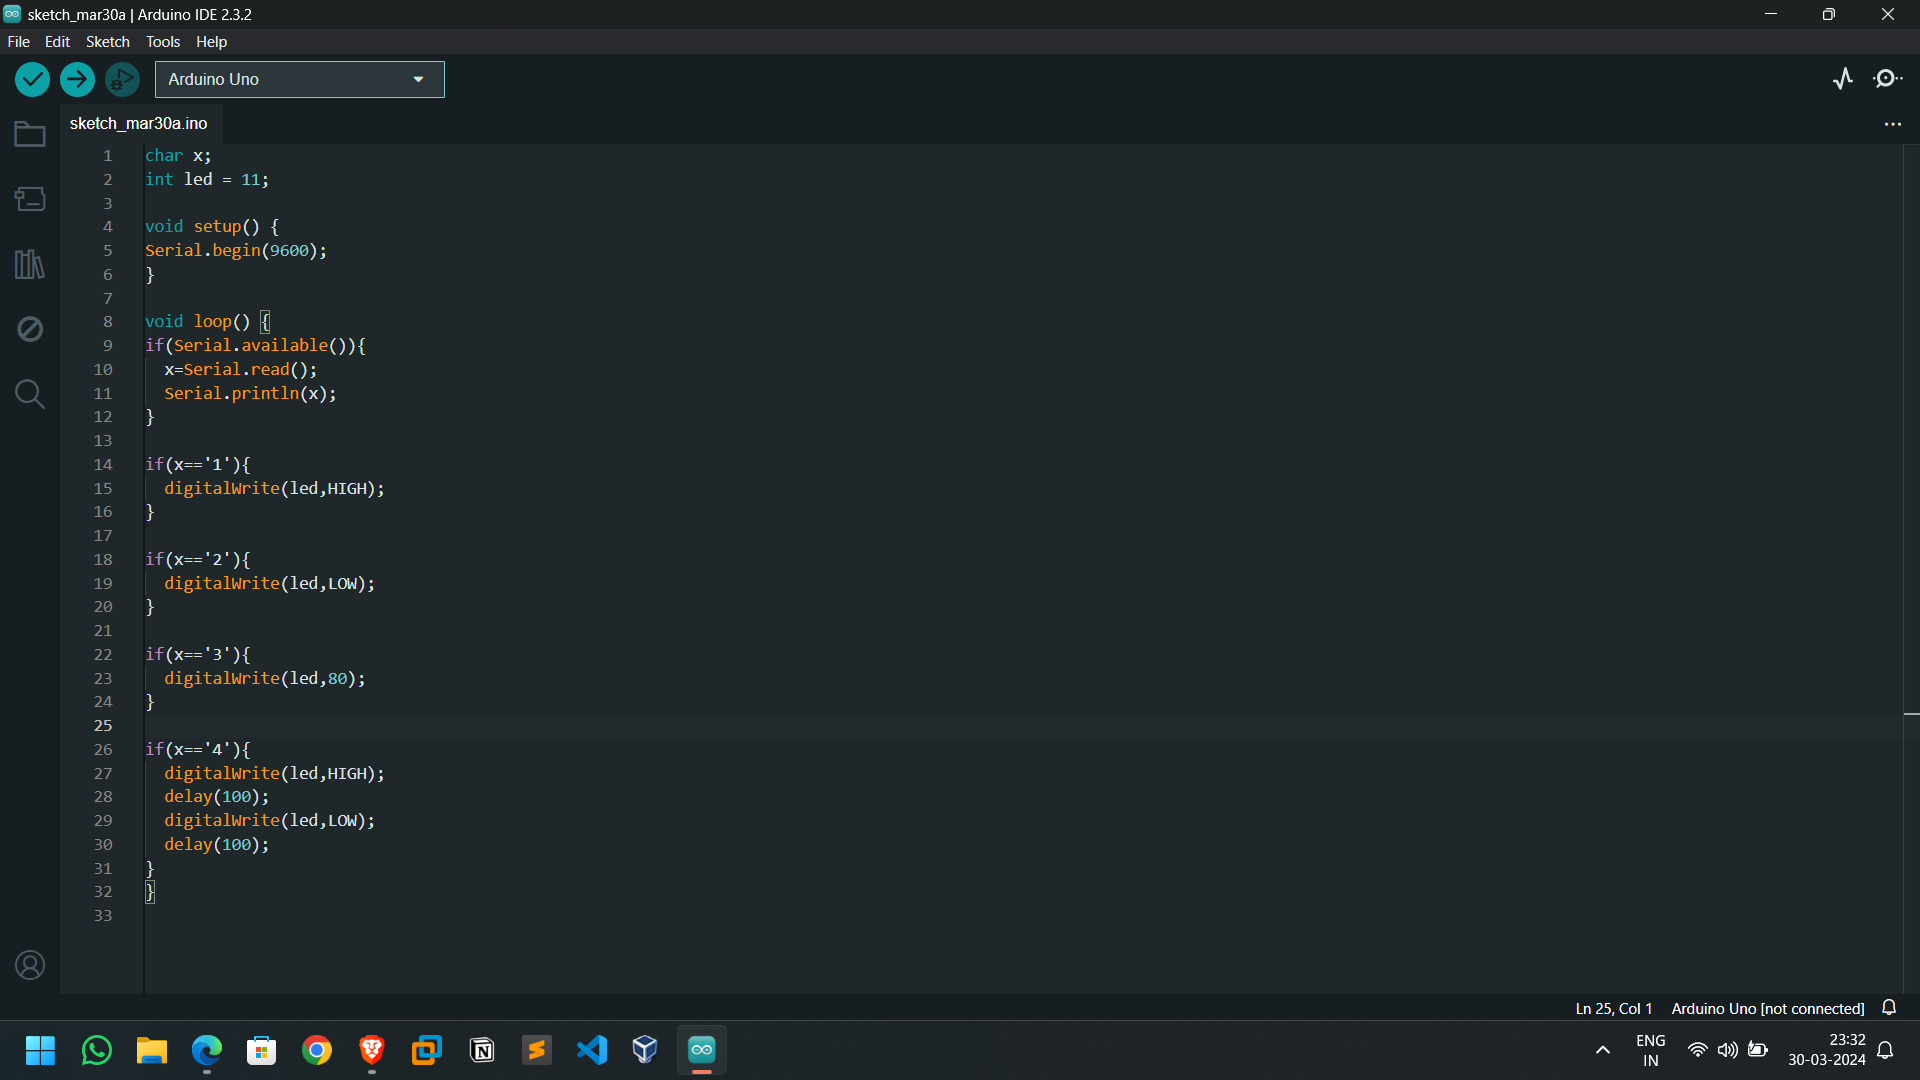 sketch_mar30a | Arduino IDE 2.3.2
File Edit Sketch Tools Help
Arduino Uno
sketch_mar30a.ino
1 char x;
2 int led = 11;
3
4 void setup() {
5 Serial.begin(9600);
6 }
7
8 void loop() {
9 if(Serial.available()){
10   x=Serial.read();
11   Serial.println(x);
12 }
13
14 if(x=='1'){
15   digitalWrite(led,HIGH);
16 }
17
18 if(x=='2'){
19   digitalWrite(led,LOW);
20 }
21
22 if(x=='3'){
23   digitalWrite(led,80);
24 }
25
26 if(x=='4'){
27   digitalWrite(led,HIGH);
28   delay(100);
29   digitalWrite(led,LOW);
30   delay(100);
31 }
32 }
33
Ln 25, Col 1 Arduino Uno [not connected]
ENG
IN
23:32
30-03-2024